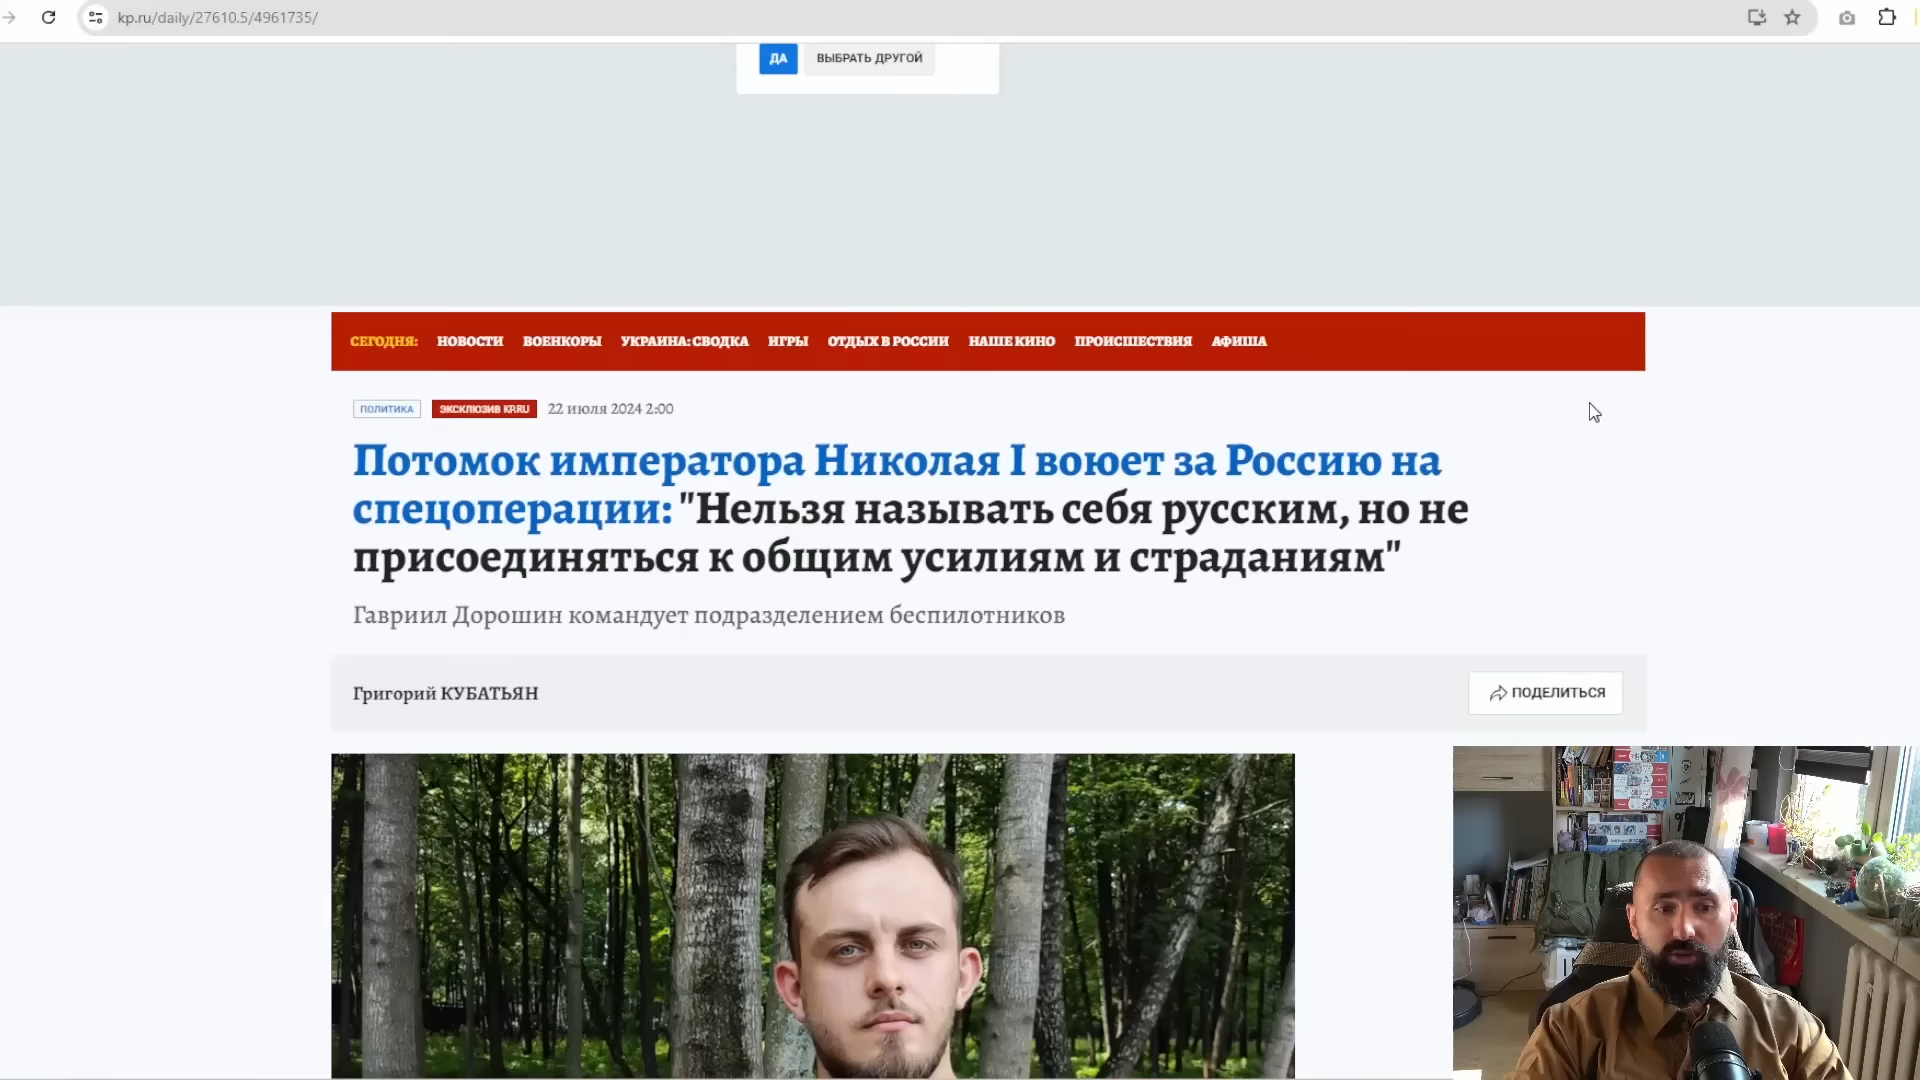 kp.ru/daily/27610.5/4961735/
ДА
ВЫБРАТЬ ДРУГОЙ
СЕГОДНЯ: НОВОСТИ ВОЕНКОРЫ УКРАИНА: СВОДКА ИГРЫ ОТДЫХ В РОССИИ НАШЕ КИНО ПРОИСШЕСТВИЯ АФИША
ПОЛИТИКА ЭКСКЛЮЗИВ KP.RU 22 июля 2024 2:00
Потомок императора Николая I воюет за Россию на
спецоперации: "Нельзя называть себя русским, но не
присоединяться к общим усилиям и страданиям"
Гавриил Дорошин командует подразделением беспилотников
Григорий КУБАТЬЯН
ПОДЕЛИТЬСЯ